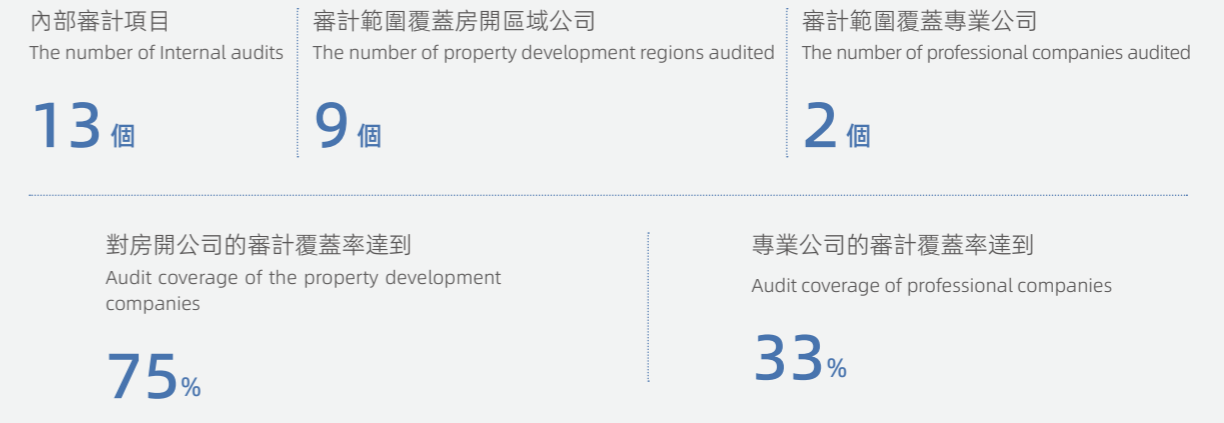 內部審計項目
The number of Internal audits
13 個
審計範圍覆蓋房開區域公司
The number of property development regions audited
9 個
審計範圍覆蓋專業公司
The number of professional companies audited
2 個
對房開公司的審計覆蓋率達到
Audit coverage of the property development
companies
75%
專業公司的審計覆蓋率達到
Audit coverage of professional companies
33%